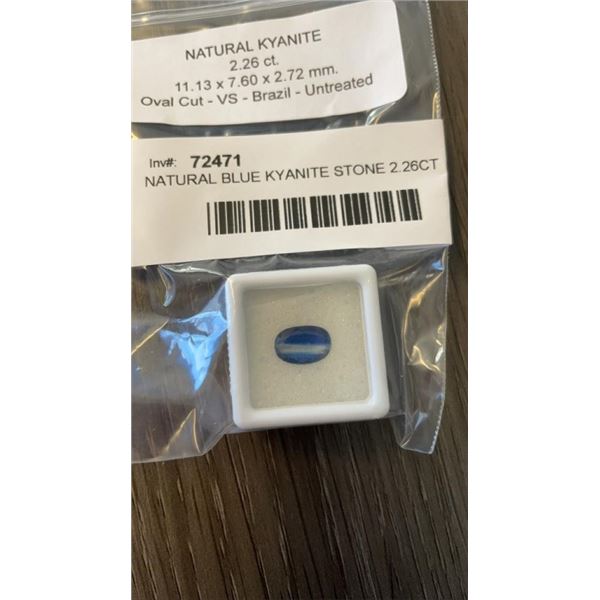 NATURAL KYANITE
2.26 ct.
11.13 x 7.60 x 2.72 mm.
Oval Cut - VS - Brazil - Untreated
Inv#: 72471
NATURAL BLUE KYANITE STONE 2.26CT